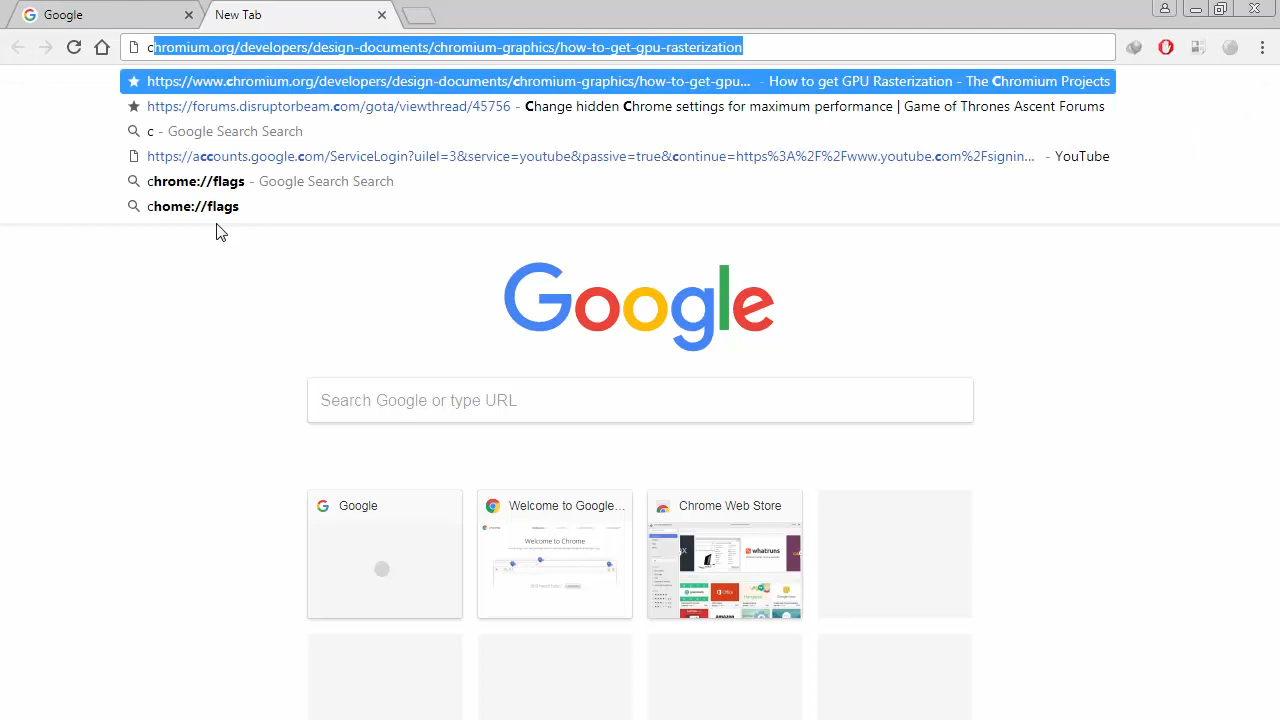 Google
New Tab
chromium.org/developers/design-documents/chromium-graphics/how-to-get-gpu-rasterization
https://www.chromium.org/developers/design-documents/chromium-graphics/how-to-get-gpu... - How to get GPU Rasterization - The Chromium Projects
https://forums.disruptorbeam.com/gota/viewthread/45756 - Change hidden Chrome settings for maximum performance | Game of Thrones Ascent Forums
c - Google Search Search
https://accounts.google.com/ServiceLogin?uilel=3&service=youtube&passive=true&continue=https%3A%2F%2Fwww.youtube.com%2Fsignin... - YouTube
chrome://flags - Google Search Search
chome://flags
Google
Search Google or type URL
Google
Welcome to Google...
Chrome Web Store
Welcome to Chrome
whatruns
Office